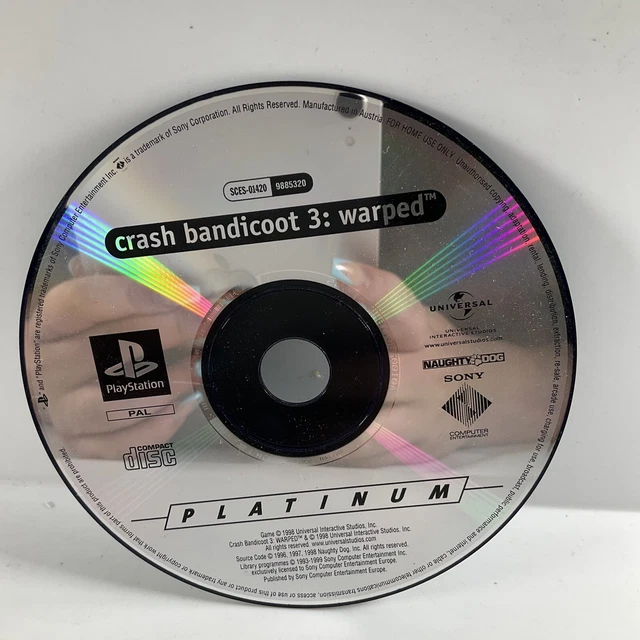 SCES-01420 9885320
crash bandicoot 3: warped™
UNIVERSAL
UNIVERSAL
INTERACTIVE STUDIOS
www.universalstudios.com
NAUGHTY DOG
SONY
COMPUTER
ENTERTAINMENT
PlayStation
PAL
COMPACT
disc
PLATINUM
Game © 1998 Universal Interactive Studios, Inc.
Crash Bandicoot 3: WARPED™ & © 1998 Universal Interactive Studios, Inc.
All rights reserved. www.universalstudios.com
Source Code © 1996, 1997, 1998 Naughty Dog, Inc. All rights reserved.
Library programmes © 1993-1999 Sony Computer Entertainment Inc.
exclusively licensed to Sony Computer Entertainment Europe.
Published by Sony Computer Entertainment Europe.
and "PlayStation" are registered trademarks of Sony Computer Entertainment Inc. is a trademark of Sony Corporation. All Rights Reserved. Manufactured in Austria. FOR HOME USE ONLY. Unauthorised copying, adaptation, rental, lending, distribution, extraction, re-sale, arcade use, charging for use, broadcast, public performance and internet, cable or other telecommunications access, transmission, annotation or use of this product or any trademark or copyright work that forms part of this product are prohibited.